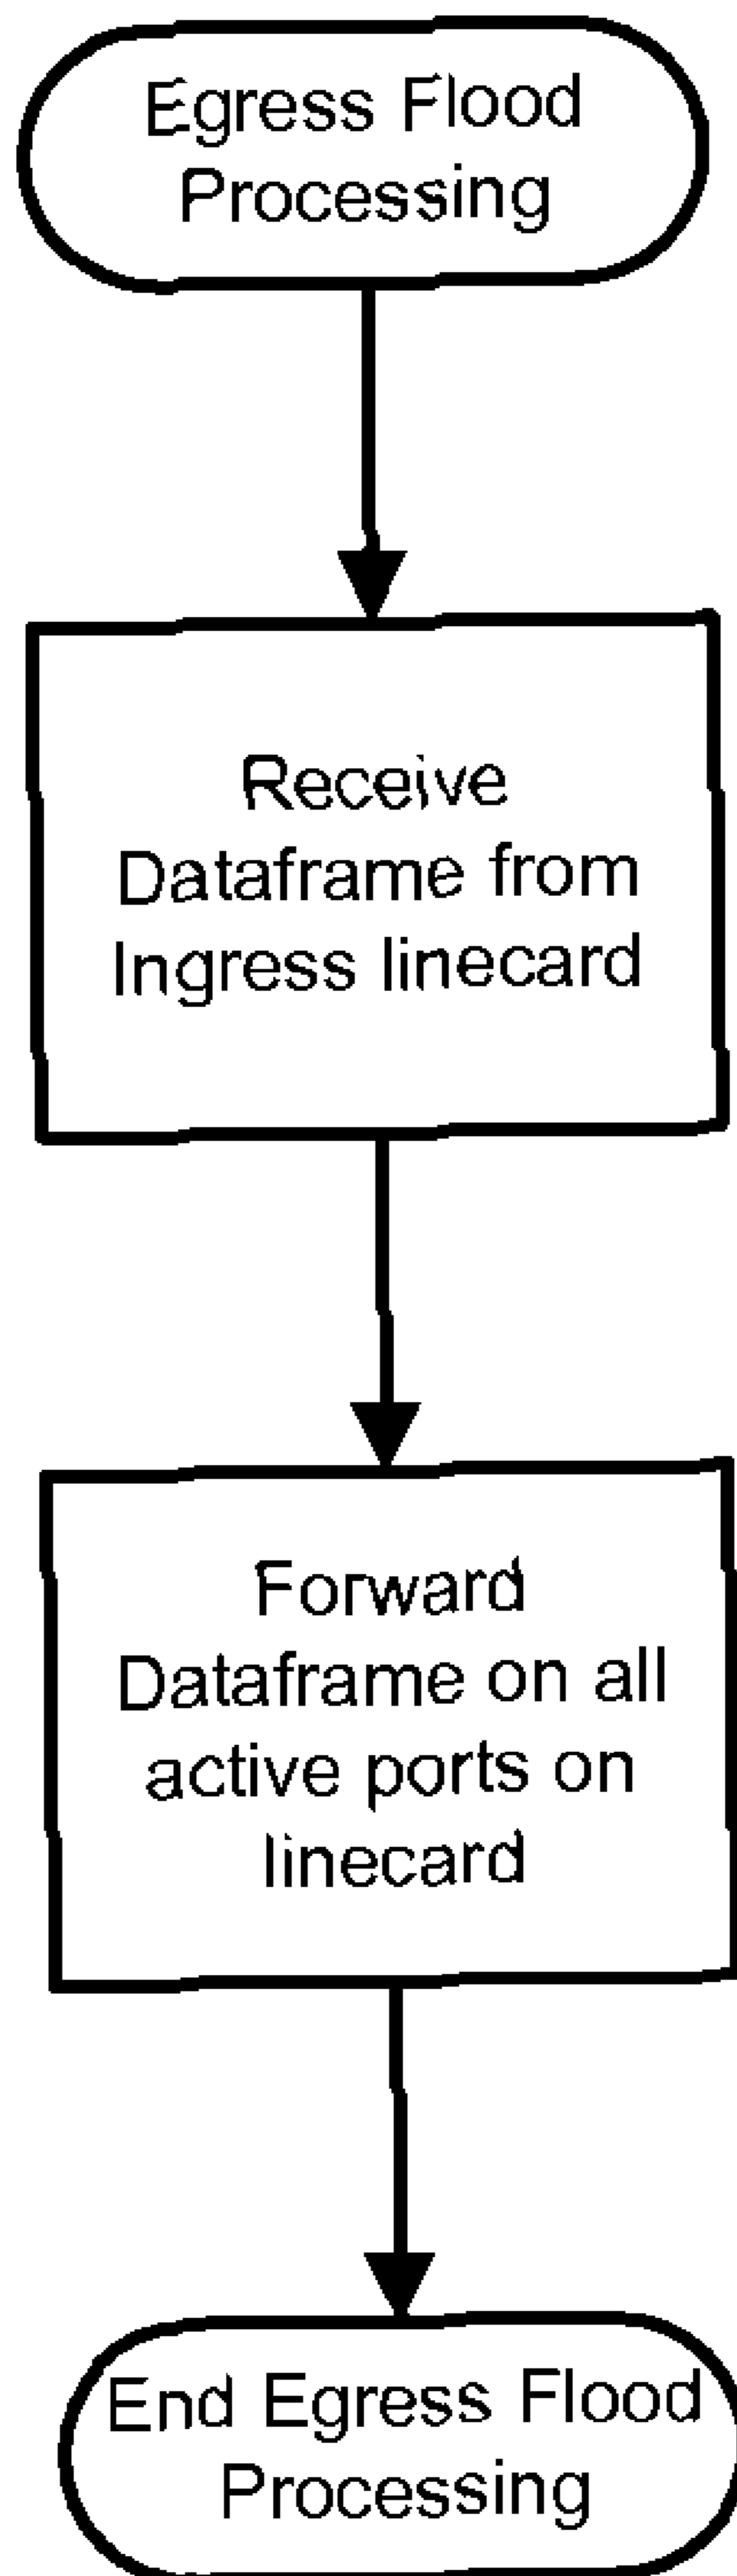 Egress Flood
Processing
Receive
Dataframe from
Ingress linecard
Forward
Dataframe on all
active ports on
linecard
End Egress Flood
Processing